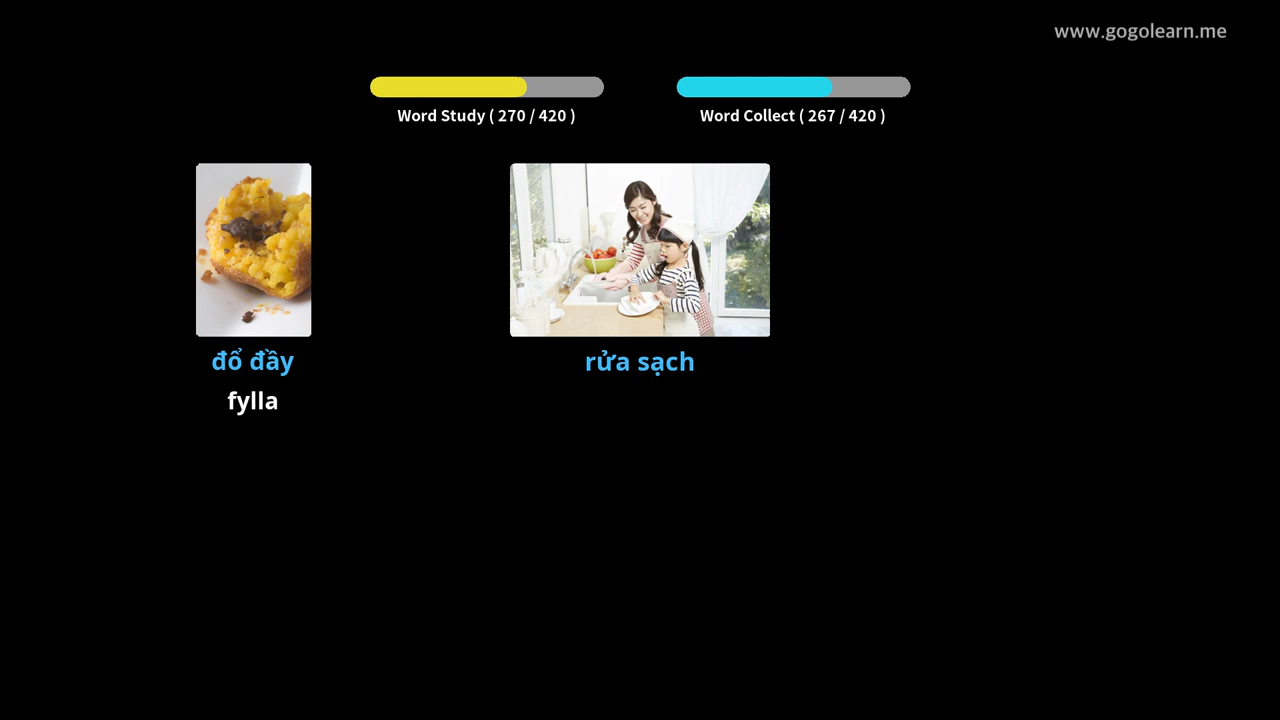 www.gogolearn.me
Word Study ( 270 / 420 )
Word Collect ( 267 / 420 )
đổ đầy
rửa sạch
fylla